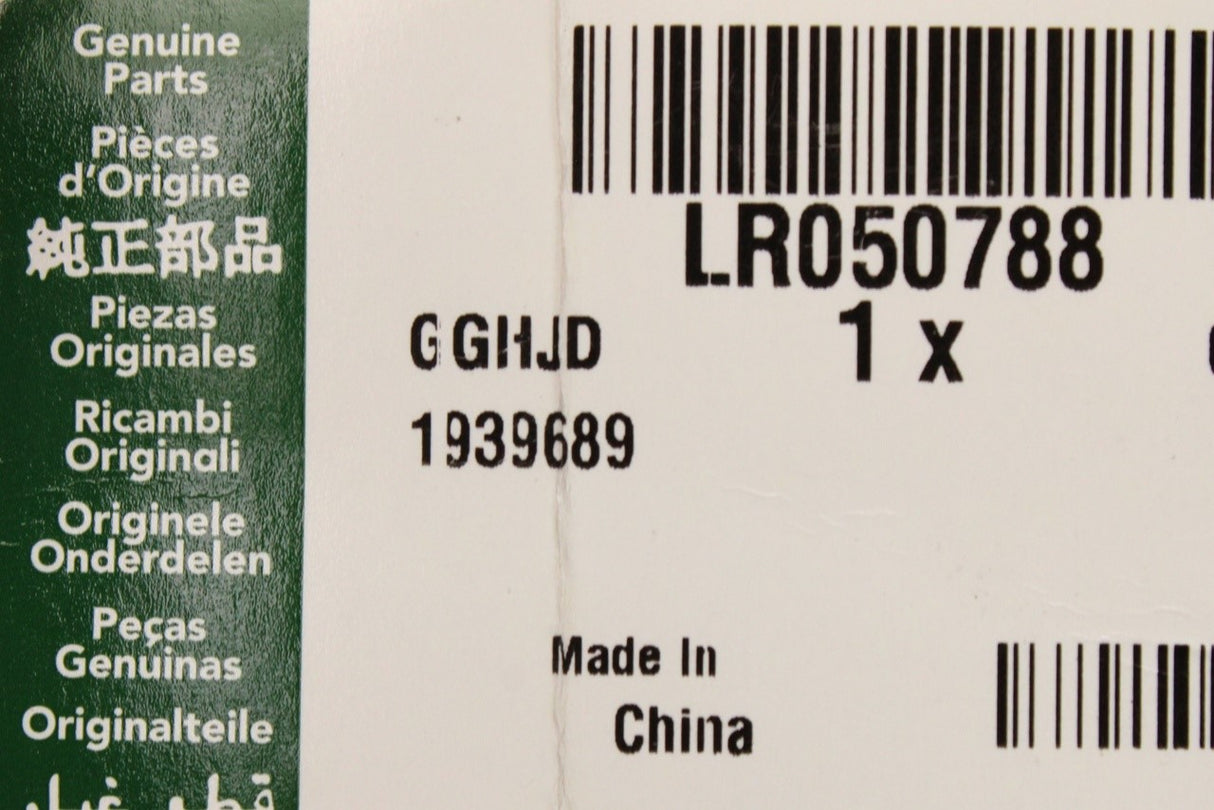 Genuine
Parts
Pièces
d'Origine
純正部品
Piezas
Originales
Ricambi
Originali
Originele
Onderdelen
Peças
Genuinas
Originalteile
LR050788
1 x
G GHJD
1939689
Made In
China